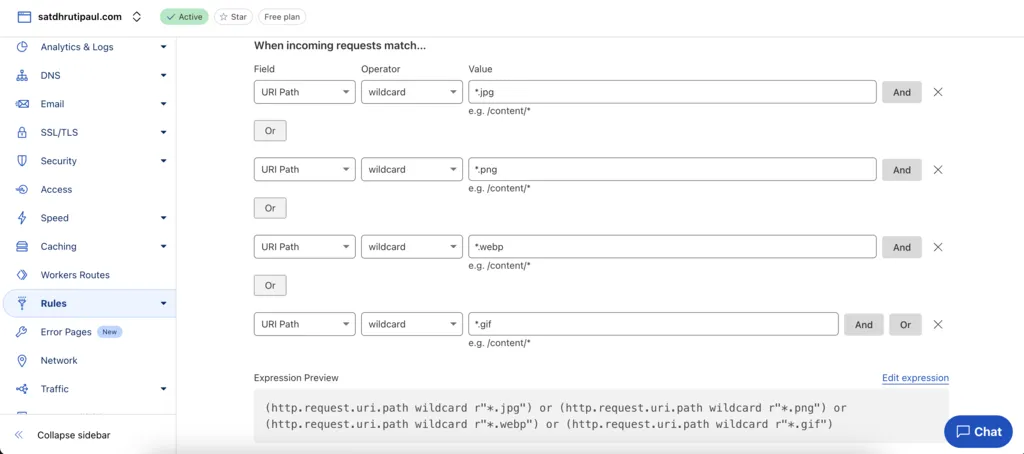 satdhrutipaul.com
Active
Star
Free plan
Analytics & Logs
DNS
Email
SSL/TLS
Security
Access
Speed
Caching
Workers Routes
Rules
Error Pages New
Network
Traffic
Collapse sidebar
When incoming requests match...
Field Operator Value
URI Path wildcard *.jpg And
e.g. /content/*
Or
URI Path wildcard *.png And
e.g. /content/*
Or
URI Path wildcard *.webp And
e.g. /content/*
Or
URI Path wildcard *.gif And Or
e.g. /content/*
Expression Preview Edit expression
(http.request.uri.path wildcard r"*.jpg") or (http.request.uri.path wildcard r"*.png") or
(http.request.uri.path wildcard r"*.webp") or (http.request.uri.path wildcard r"*.gif")
Chat